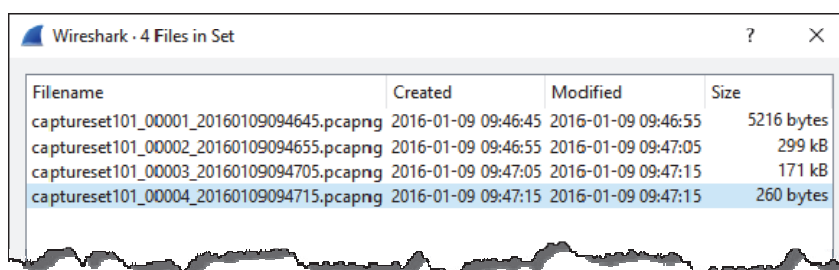 Wireshark · 4 Files in Set ? ×
Filename Created Modified Size
captureset101_00001_20160109094645.pcapng 2016-01-09 09:46:45 2016-01-09 09:46:55 5216 bytes
captureset101_00002_20160109094655.pcapng 2016-01-09 09:46:55 2016-01-09 09:47:05 299 kB
captureset101_00003_20160109094705.pcapng 2016-01-09 09:47:05 2016-01-09 09:47:15 171 kB
captureset101_00004_20160109094715.pcapng 2016-01-09 09:47:15 2016-01-09 09:47:15 260 bytes